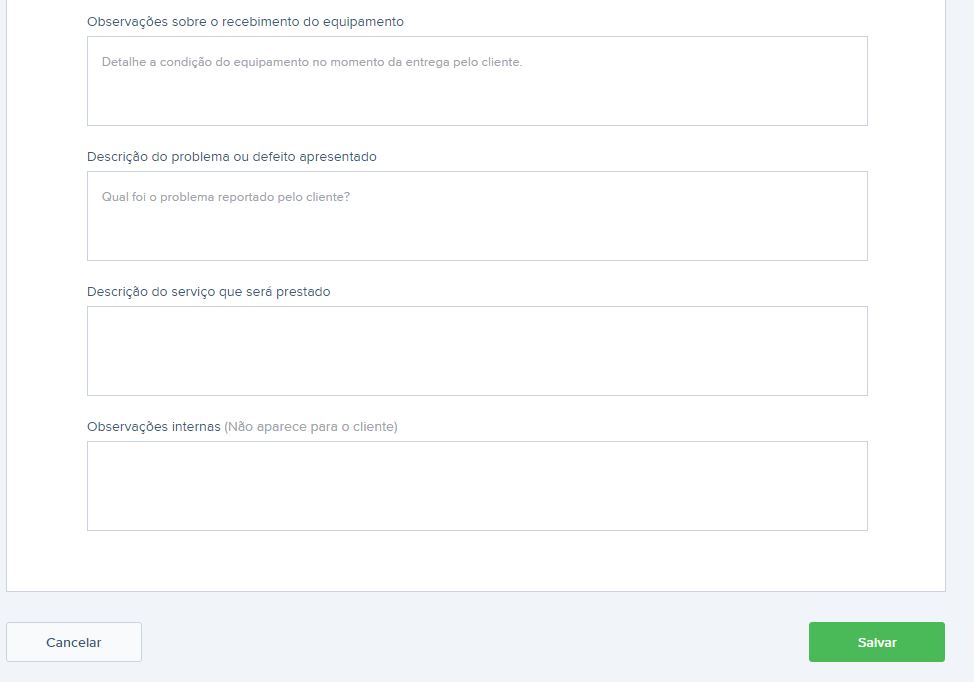 Observações sobre o recebimento do equipamento
Detalhe a condição do equipamento no momento da entrega pelo cliente.
Descrição do problema ou defeito apresentado
Qual foi o problema reportado pelo cliente?
Descrição do serviço que será prestado
Observações internas (Não aparece para o cliente)
Cancelar
Salvar